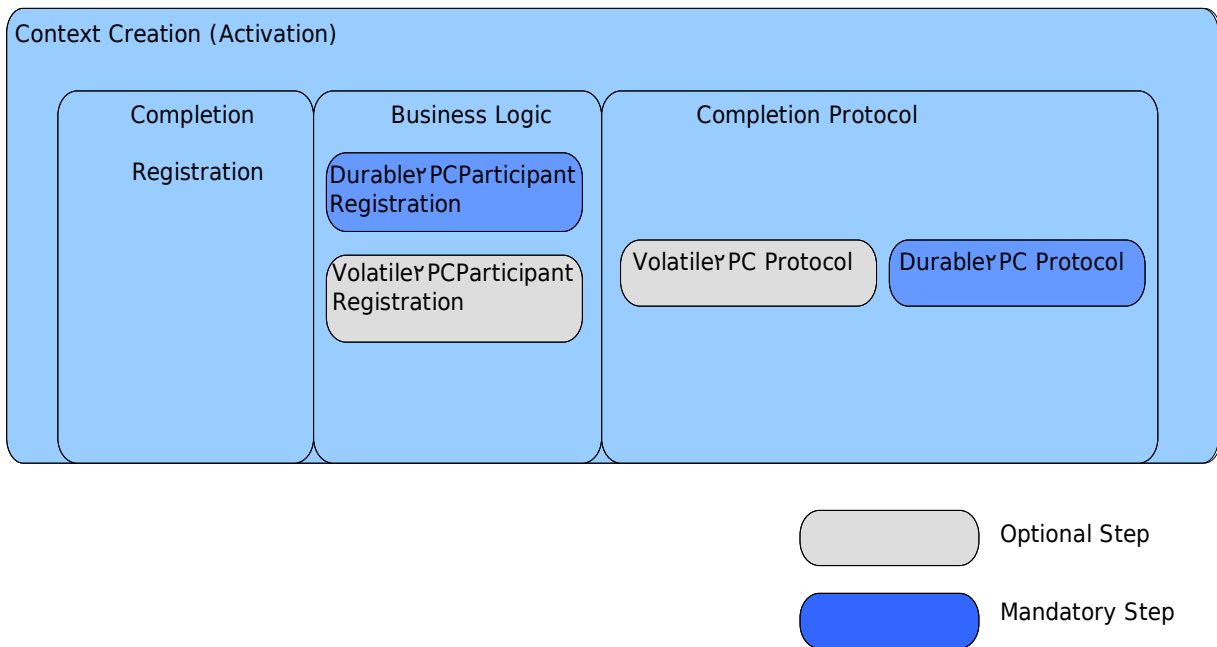 Context Creation (Activation)
Completion
Registration
Business Logic
Durable۲PCParticipant
Registration
Volatile۲PCParticipant
Registration
Completion Protocol
Volatile۲PC Protocol
Durable۲PC Protocol
Optional Step
Mandatory Step